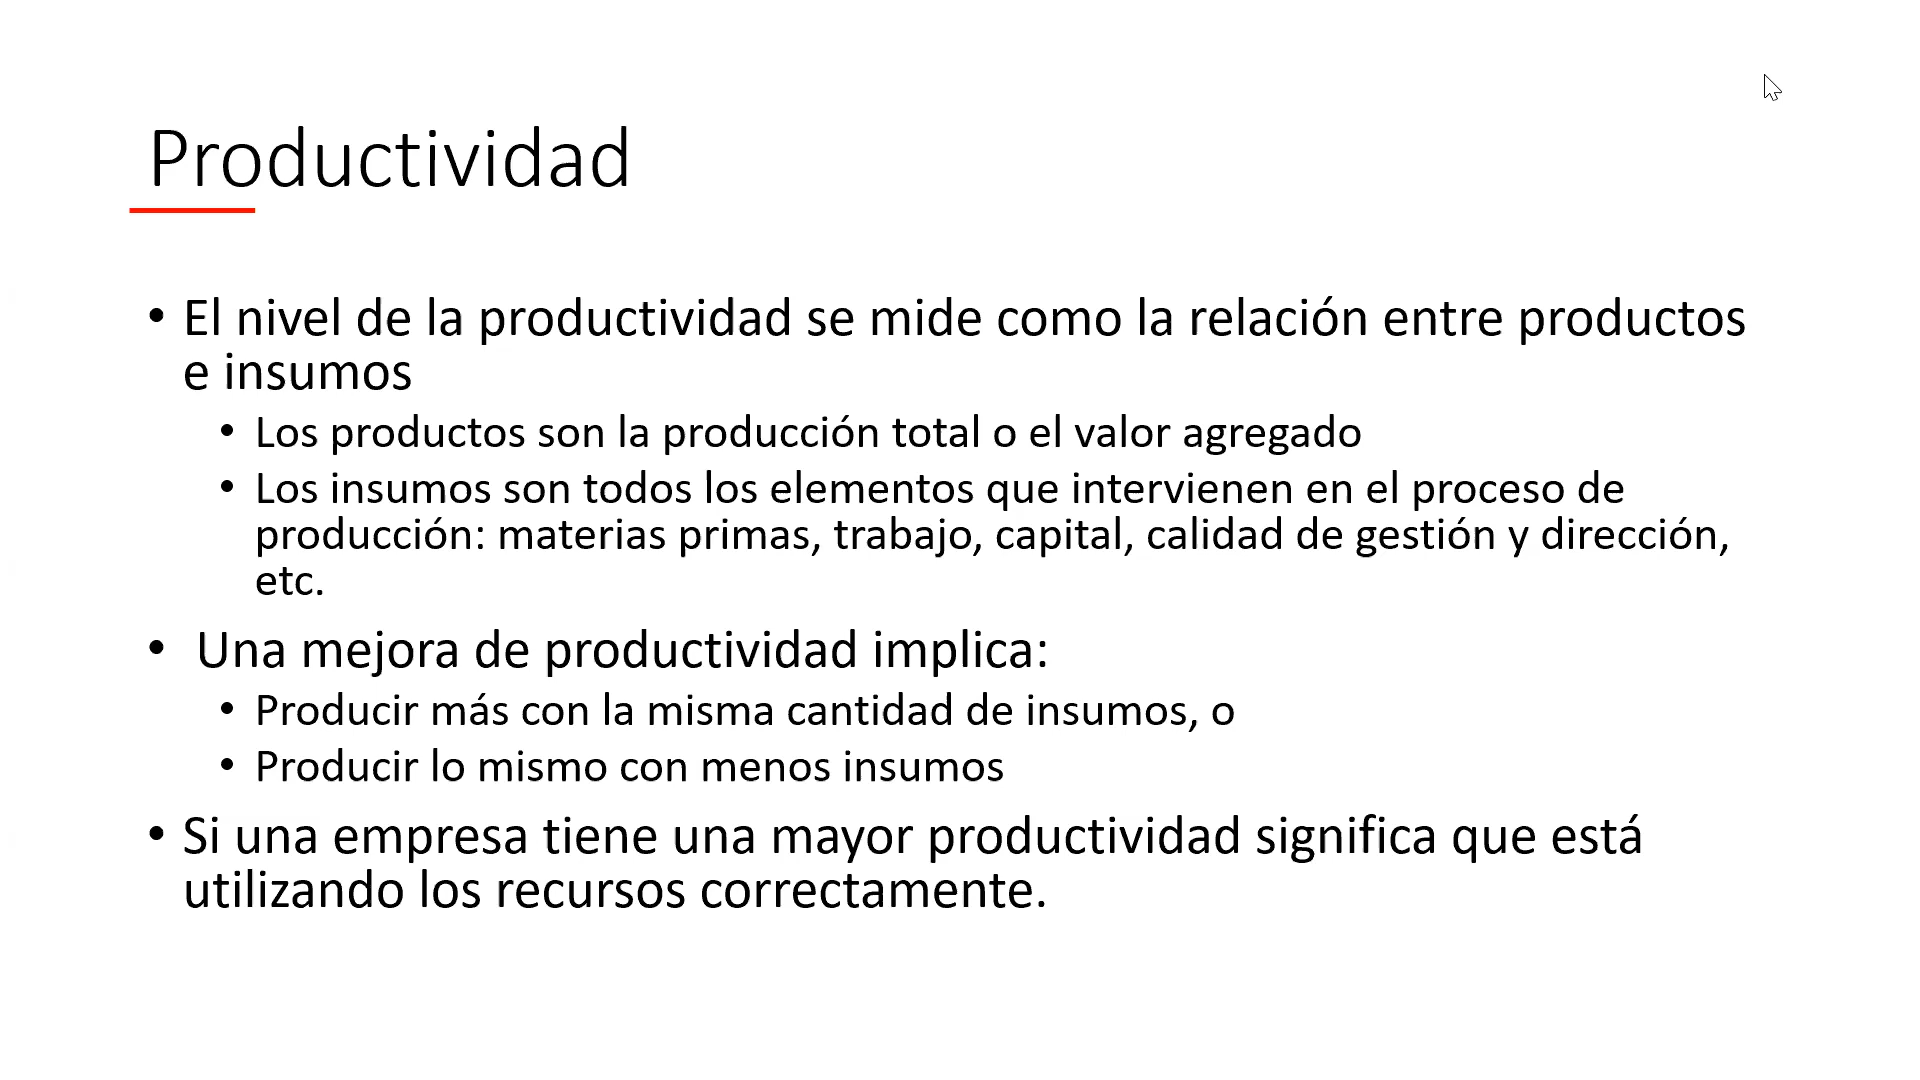 Productividad
• El nivel de la productividad se mide como la relación entre productos
e insumos
• Los productos son la producción total o el valor agregado
• Los insumos son todos los elementos que intervienen en el proceso de
producción: materias primas, trabajo, capital, calidad de gestión y dirección,
etc.
• Una mejora de productividad implica:
• Producir más con la misma cantidad de insumos, o
• Producir lo mismo con menos insumos
• Si una empresa tiene una mayor productividad significa que está
utilizando los recursos correctamente.